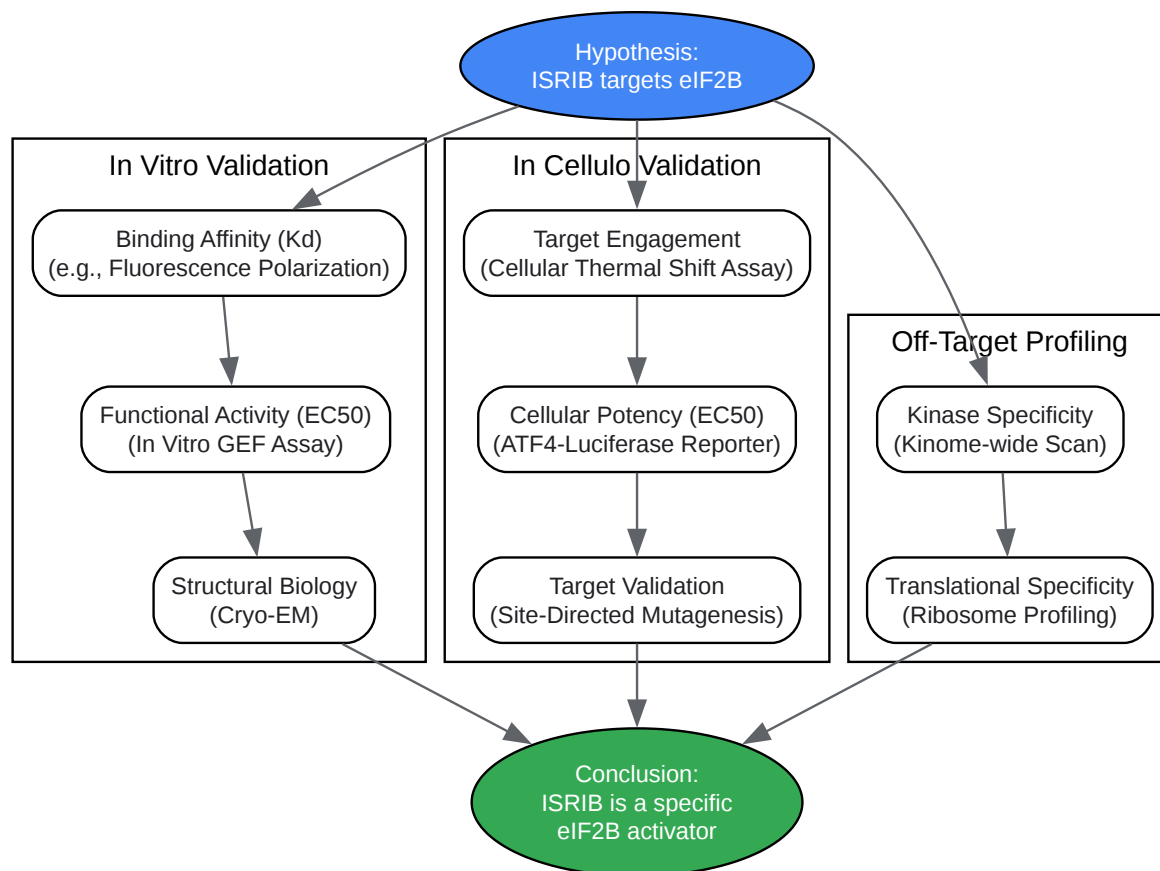 Hypothesis:
ISRIB targets eIF2B
In Vitro Validation
Binding Affinity (Kd)
(e.g., Fluorescence Polarization)
Functional Activity (EC50)
(In Vitro GEF Assay)
Structural Biology
(Cryo-EM)
In Cellulo Validation
Target Engagement
(Cellular Thermal Shift Assay)
Cellular Potency (EC50)
(ATF4-Luciferase Reporter)
Target Validation
(Site-Directed Mutagenesis)
Off-Target Profiling
Kinase Specificity
(Kinome-wide Scan)
Translational Specificity
(Ribosome Profiling)
Conclusion:
ISRIB is a specific
eIF2B activator